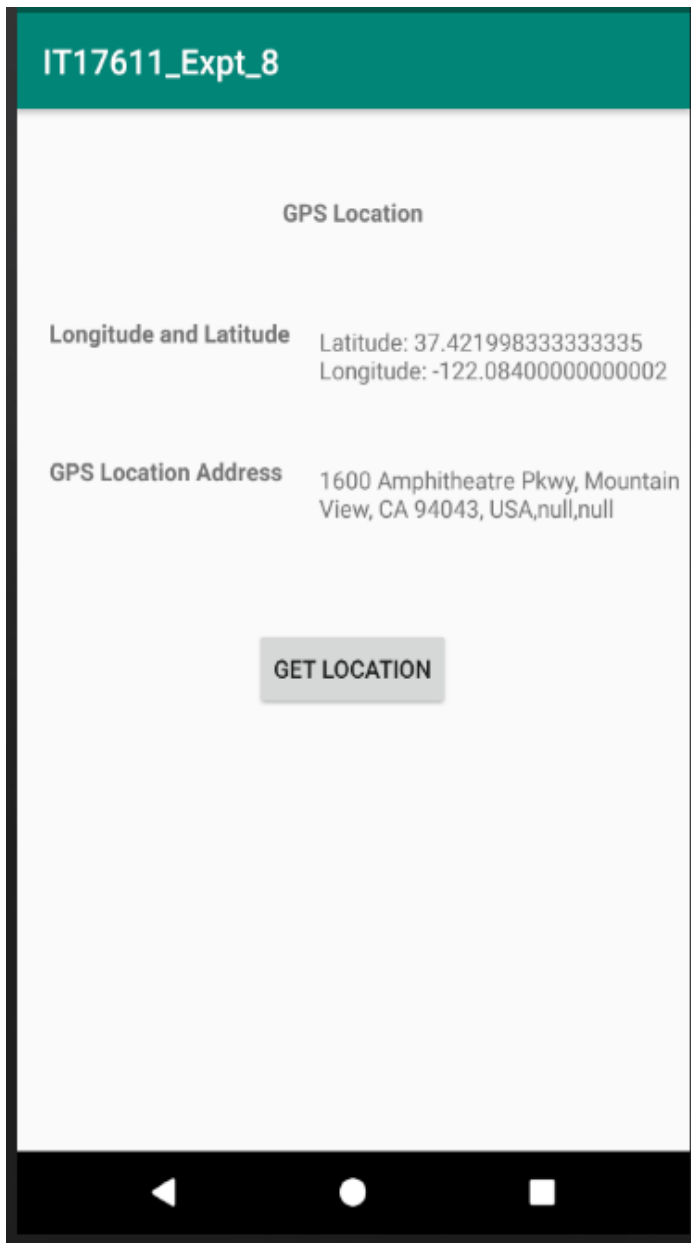 IT17611_Expt_8
GPS Location
Longitude and Latitude
Latitude: 37.421998333333335
Longitude: -122.08400000000002
GPS Location Address
1600 Amphitheatre Pkwy, Mountain
View, CA 94043, USA,null,null
GET LOCATION